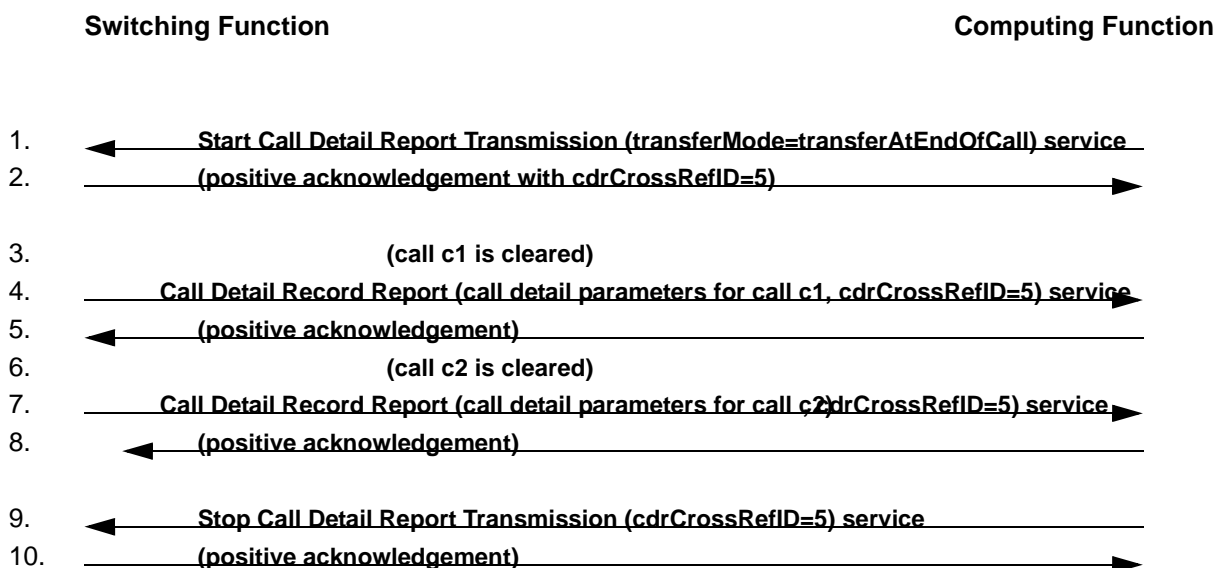 Switching Function Computing Function
1. Start Call Detail Report Transmission (transferMode=transferAtEndOfCall) service
2. (positive acknowledgement with cdrCrossRefID=5)
3. (call c1 is cleared)
4. Call Detail Record Report (call detail parameters for call c1, cdrCrossRefID=5) service
5. (positive acknowledgement)
6. (call c2 is cleared)
7. Call Detail Record Report (call detail parameters for call c2), cdrCrossRefID=5) service
8. (positive acknowledgement)
9. Stop Call Detail Report Transmission (cdrCrossRefID=5) service
10. (positive acknowledgement)